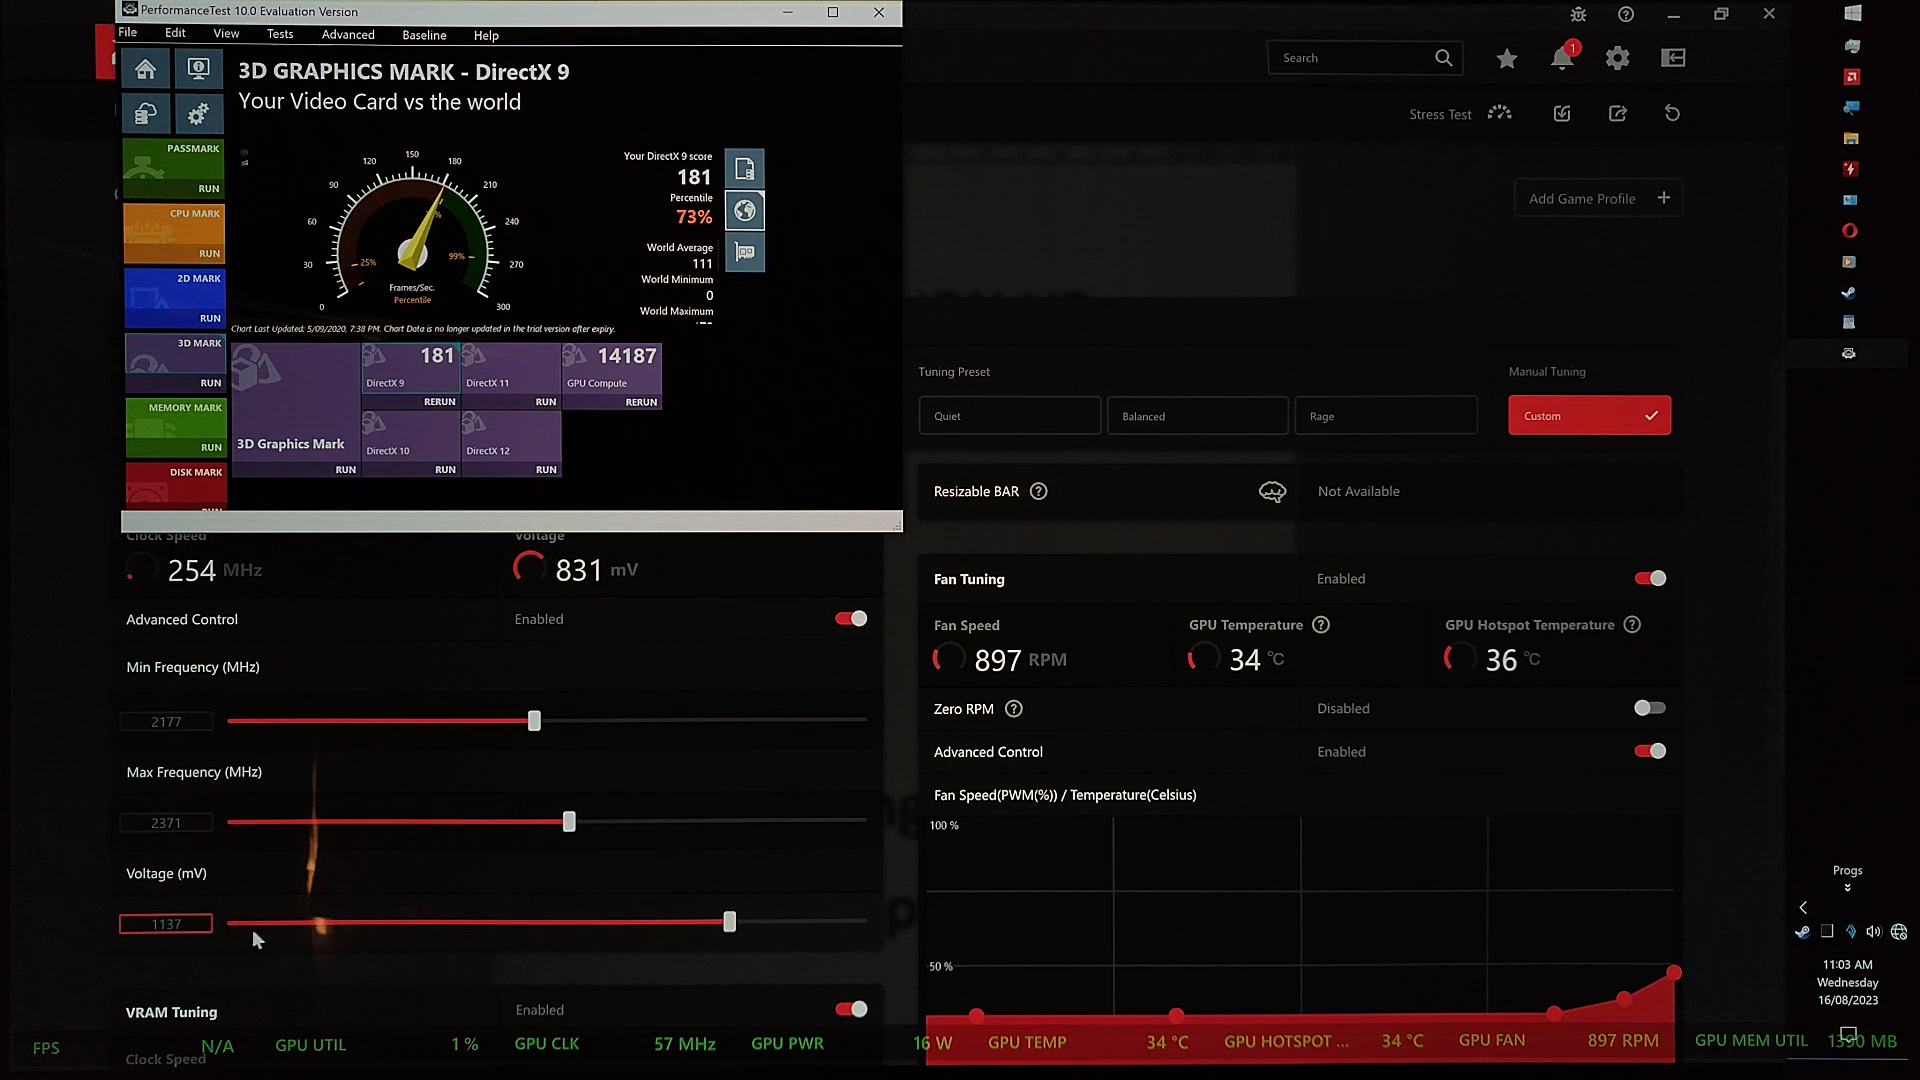 PerformanceTest 10.0 Evaluation Version
File Edit View Tests Advanced Baseline Help
3D GRAPHICS MARK - DirectX 9
Your Video Card vs the world
PASSMARK
RUN
CPU MARK
RUN
2D MARK
RUN
3D MARK
RUN
MEMORY MARK
RUN
DISK MARK
0
30
60
90
120
150
180
210
240
270
300
25%
99%
Frames/Sec.
Percentile
Your DirectX 9 score
181
Percentile
73%
World Average
111
World Minimum
0
World Maximum
Chart Last Updated: 5/09/2020, 7:38 PM. Chart Data is no longer updated in the trial version after expiry.
3D Graphics Mark
RUN
181
DirectX 9
RERUN
DirectX 11
RUN
14187
GPU Compute
RERUN
DirectX 10
RUN
DirectX 12
RUN
Search
1
Stress Test
Add Game Profile
Tuning Preset
Manual Tuning
Quiet
Balanced
Rage
Custom
Resizable BAR
Not Available
Clock Speed
254 MHz
Voltage
831 mV
Advanced Control
Enabled
Min Frequency (MHz)
2177
Max Frequency (MHz)
2371
Voltage (mV)
1137
VRAM Tuning
Enabled
Clock Speed
Fan Tuning
Enabled
Fan Speed
897 RPM
GPU Temperature
34 °C
GPU Hotspot Temperature
36 °C
Zero RPM
Disabled
Advanced Control
Enabled
Fan Speed(PWM(%)) / Temperature(Celsius)
100 %
50 %
FPS N/A GPU UTIL 1 % GPU CLK 57 MHz GPU PWR 16 W GPU TEMP 34 °C GPU HOTSPOT ... 34 °C GPU FAN 897 RPM GPU MEM UTIL 1390 MB
Progs
11:03 AM
Wednesday
16/08/2023